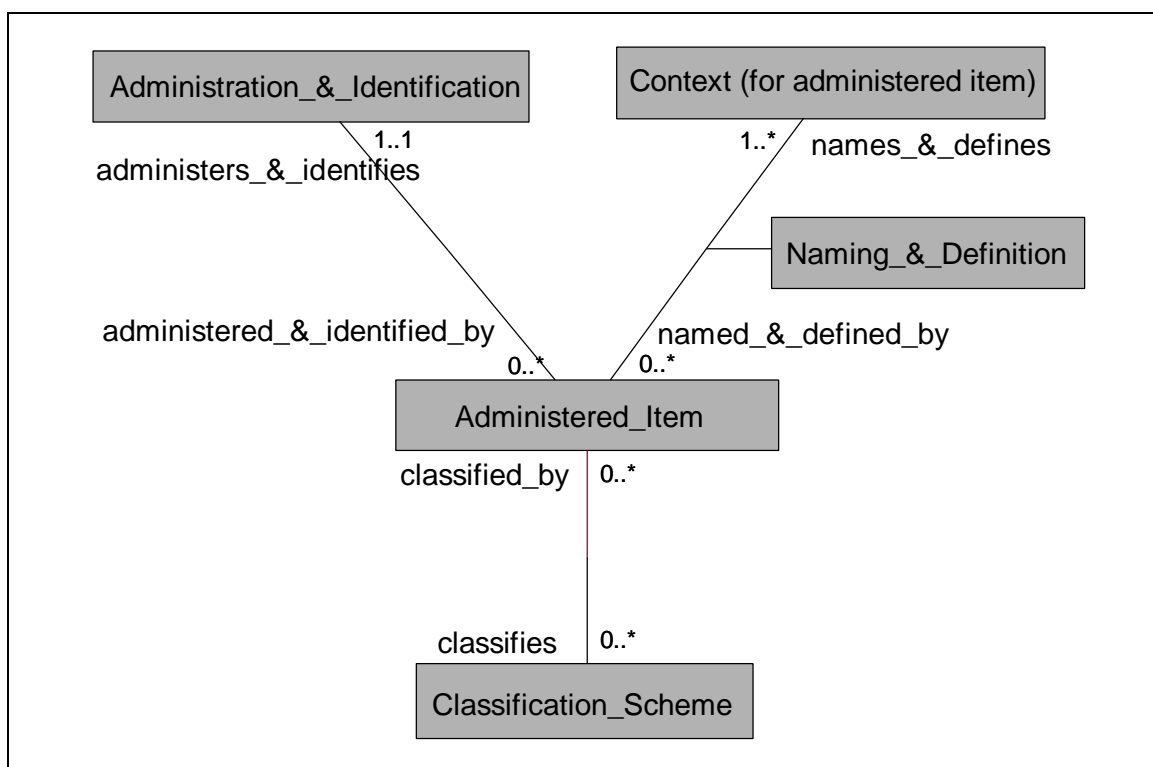 Administration_&_Identification
Context (for administered item)
1..1
1..*
names_&_defines
administers_&_identifies
Naming_&_Definition
administered_&_identified_by
named_&_defined_by
0..*
0..*
Administered_Item
classified_by
0..*
classifies
0..*
Classification_Scheme